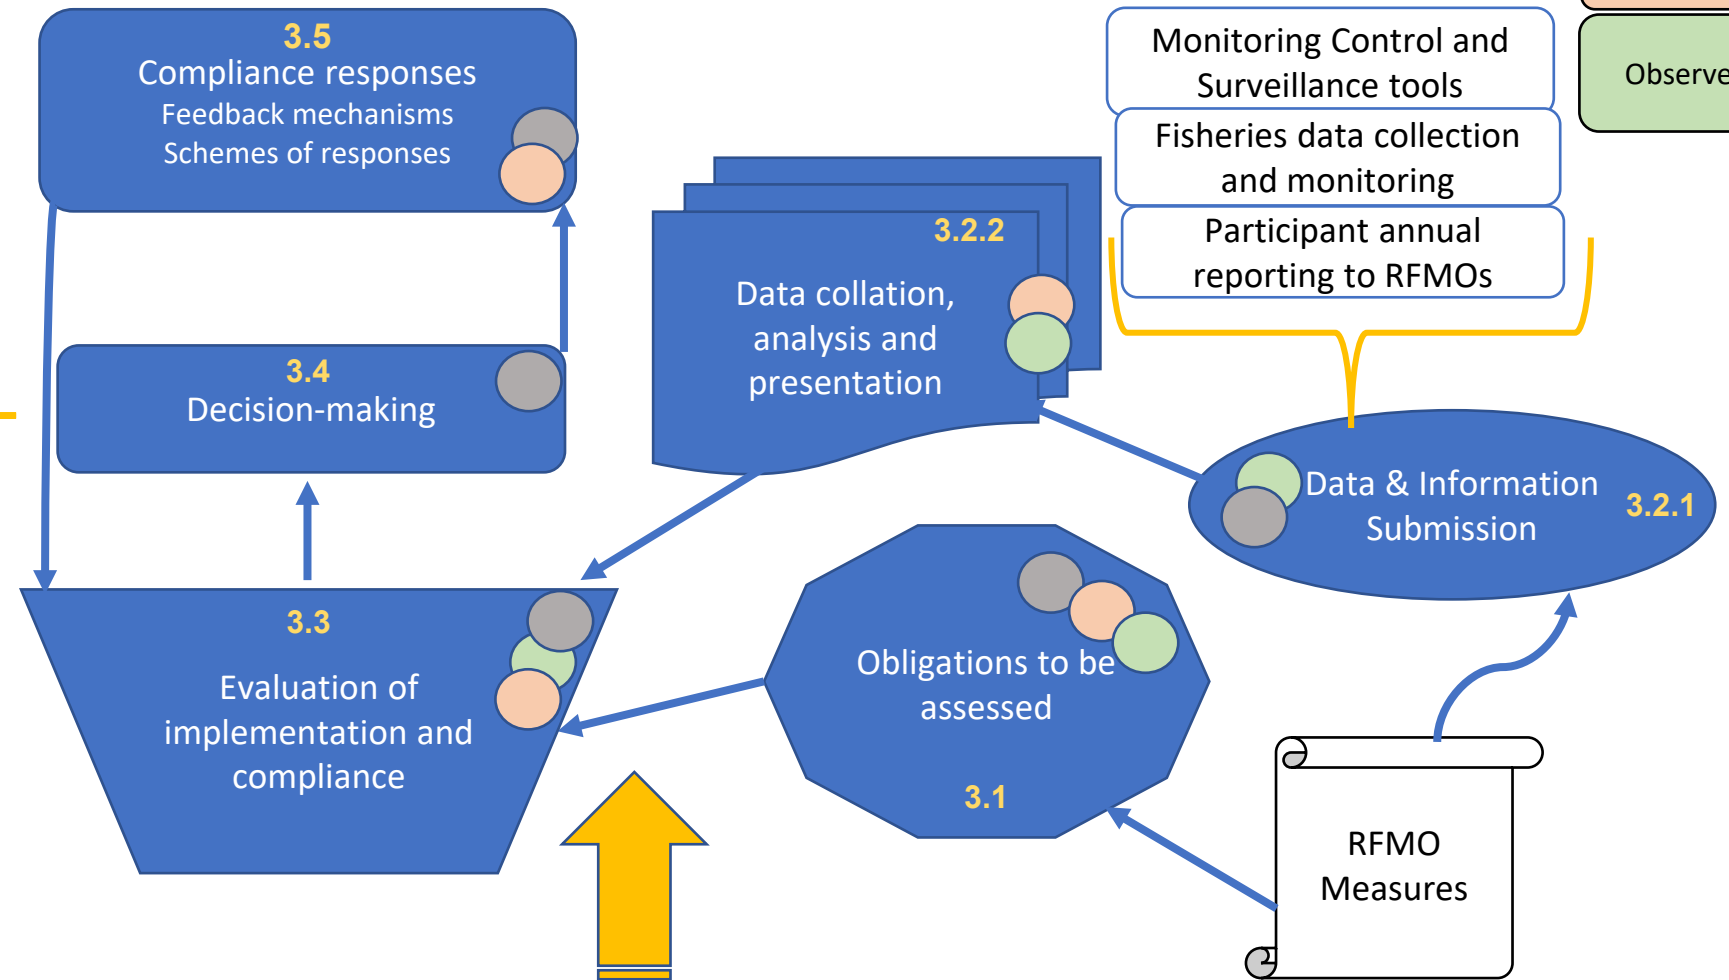 3.5
Compliance responses
Feedback mechanisms
Schemes of responses
Monitoring Control and
Surveillance tools
Fisheries data collection
and monitoring
Participant annual
reporting to RFMOs
3.2.2
Data collation,
analysis and
presentation
3.4
Decision-making
Data & Information
Submission
3.2.1
3.3
Evaluation of
implementation and
compliance
Obligations to be
assessed
3.1
RFMO
Measures